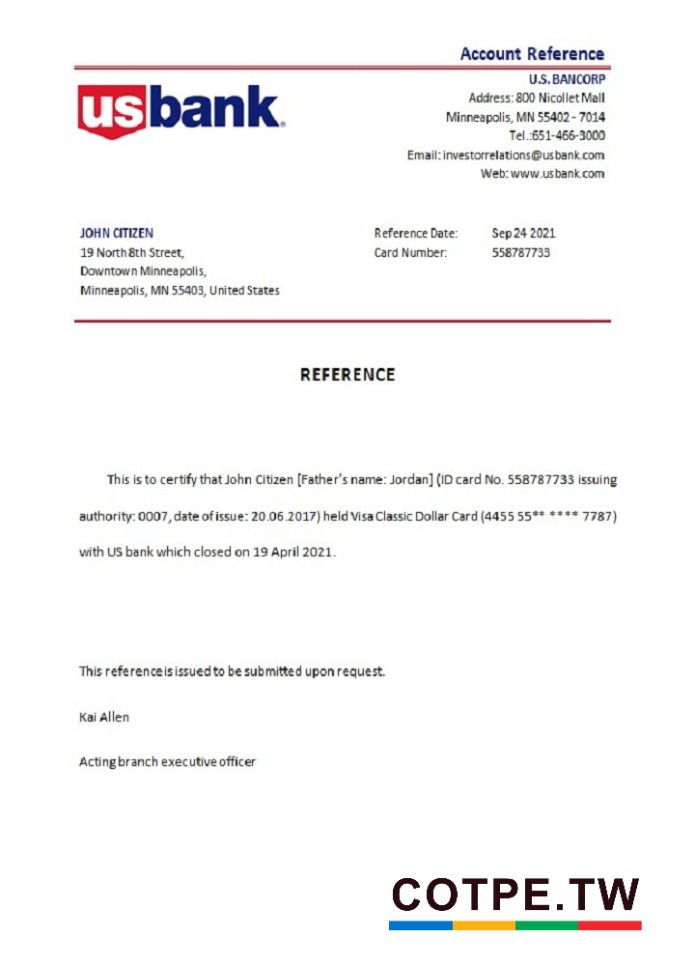 Account Reference
usbank.
U.S. BANCORP
Address: 800 Nicollet Mall
Minneapolis, MN 55402 - 7014
Tel.:651-466-3000
Email: investorrelations@usbank.com
Web: www.usbank.com
JOHN CITIZEN
19 North 8th Street,
Downtown Minneapolis,
Minneapolis, MN 55403, United States
Reference Date: Sep 24 2021
Card Number: 558787733
REFERENCE
This is to certify that John Citizen [Father's name: Jordan] (ID card No. 558787733 issuing
authority: 0007, date of issue: 20.06.2017) held Visa Classic Dollar Card (4455 55** **** 7787)
with US bank which closed on 19 April 2021.
This reference is issued to be submitted upon request.
Kai Allen
Acting branch executive officer
COTPE.TW